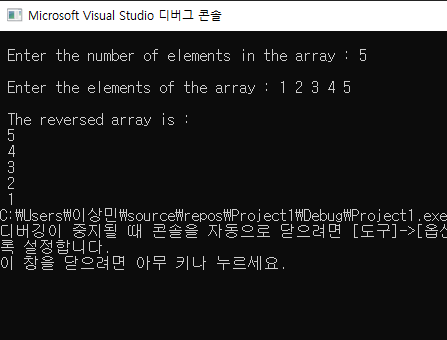 Microsoft Visual Studio 디버그 콘솔
Enter the number of elements in the array : 5
Enter the elements of the array : 1 2 3 4 5
The reversed array is :
5
4
3
2
1
C:₩Users₩이상민₩source₩repos₩Project1₩Debug₩Project1.exe
디버깅이 중지될 때 콘솔을 자동으로 닫으려면 [도구]->[옵션
록 설정합니다.
이 창을 닫으려면 아무 키나 누르세요.